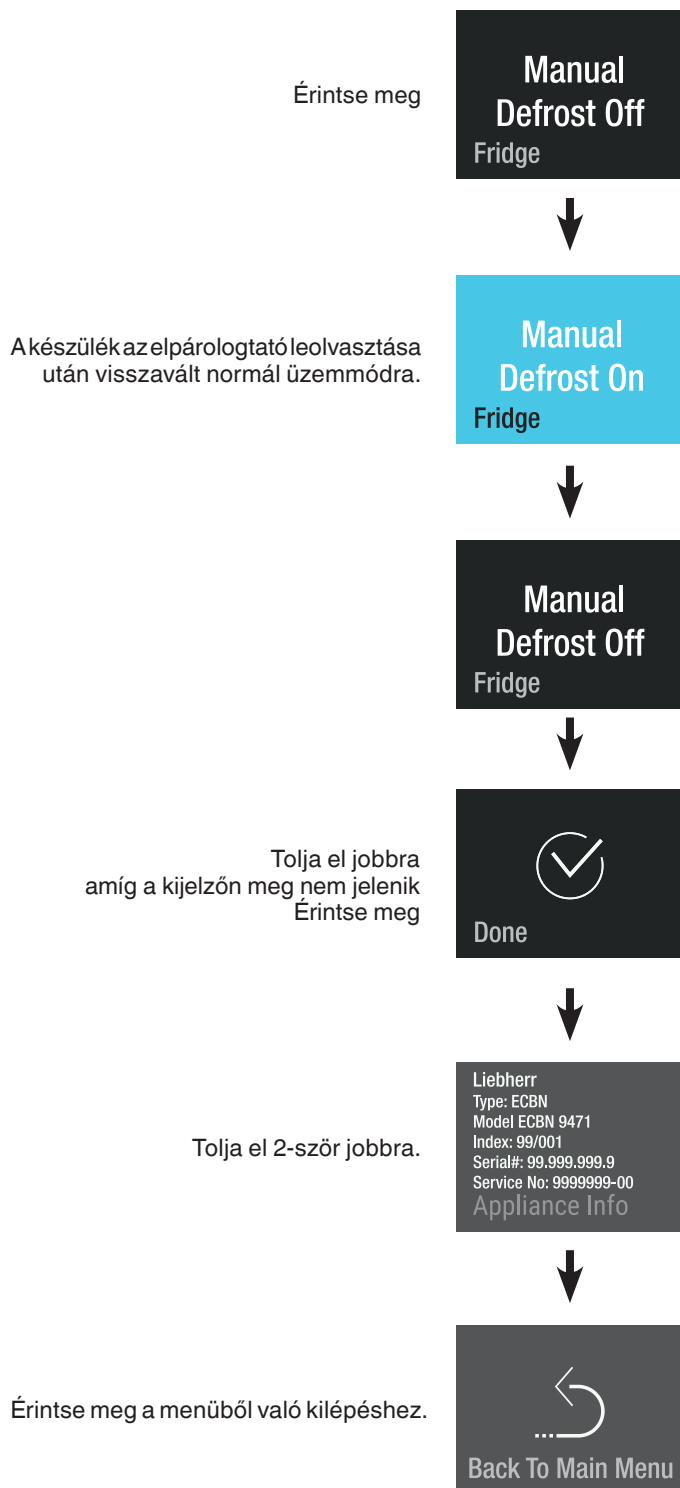 Érintse meg
Manual
Defrost Off
Fridge
A készülék az elpárologtató leolvasztása
után visszavált normál üzemmódra.
Manual
Defrost On
Fridge
Manual
Defrost Off
Fridge
Tolja el jobbra
amíg a kijelzőn meg nem jelenik
Érintse meg
Done
Tolja el 2-ször jobbra.
Liebherr
Type: ECBN
Model ECBN 9471
Index: 99/001
Serial#: 99.999.999.9
Service No: 9999999-00
Appliance Info
Érintse meg a menüből való kilépéshez.
Back To Main Menu